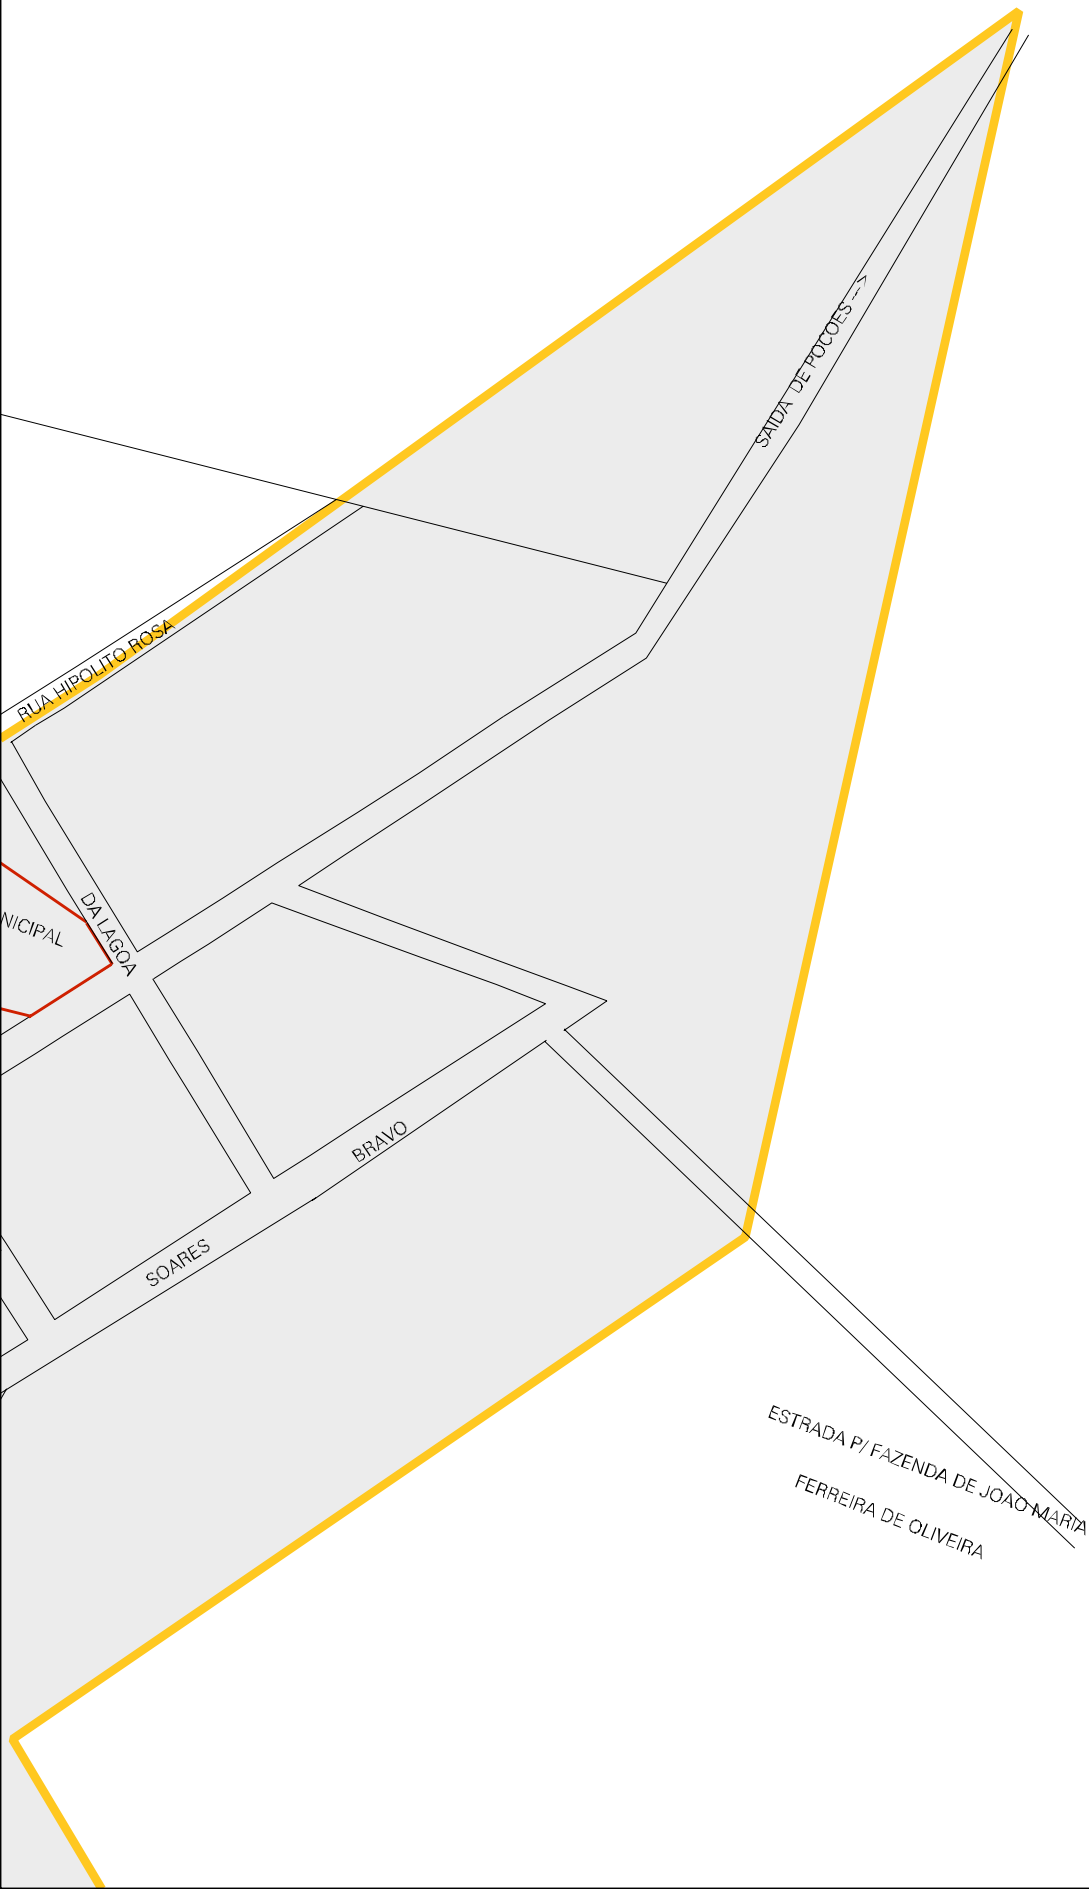 SAIDA DE POCOES --->
RUA HIPOLITO ROSA
DA LAGOA
NICIPAL
BRAVO
SOARES
ESTRADA P/ FAZENDA DE JOAO MARIA
FERREIRA DE OLIVEIRA